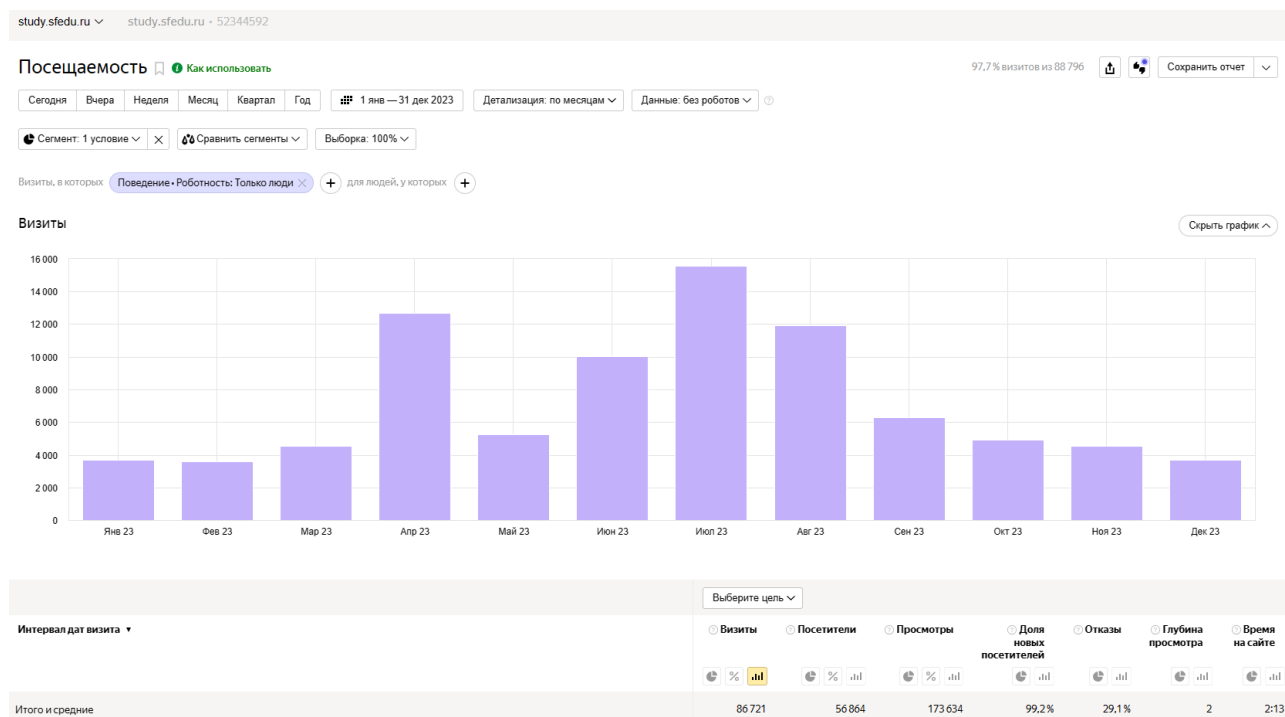 study.sfedu.ru study.sfedu.ru • 52344592
Посещаемость Как использовать 97,7 % визитов из 88 796 Сохранить отчет
Сегодня Вчера Неделя Месяц Квартал Год 1 янв — 31 дек 2023 Детализация: по месяцам Данные: без роботов
Сегмент: 1 условие Сравнить сегменты Выборка: 100%
Визиты, в которых Поведение • Роботность: Только люди + для людей, у которых +
Визиты Скрыть график
16 000
14 000
12 000
10 000
8 000
6 000
4 000
2 000
0
Янв 23 Фев 23 Мар 23 Апр 23 Май 23 Июн 23 Июл 23 Авг 23 Сен 23 Окт 23 Ноя 23 Дек 23
Выберите цель
Интервал дат визита Визиты Посетители Просмотры Доля новых посетителей Отказы Глубина просмотра Время на сайте
% % %
Итого и средние 86 721 56 864 173 634 99,2 % 29,1 % 2 2:13